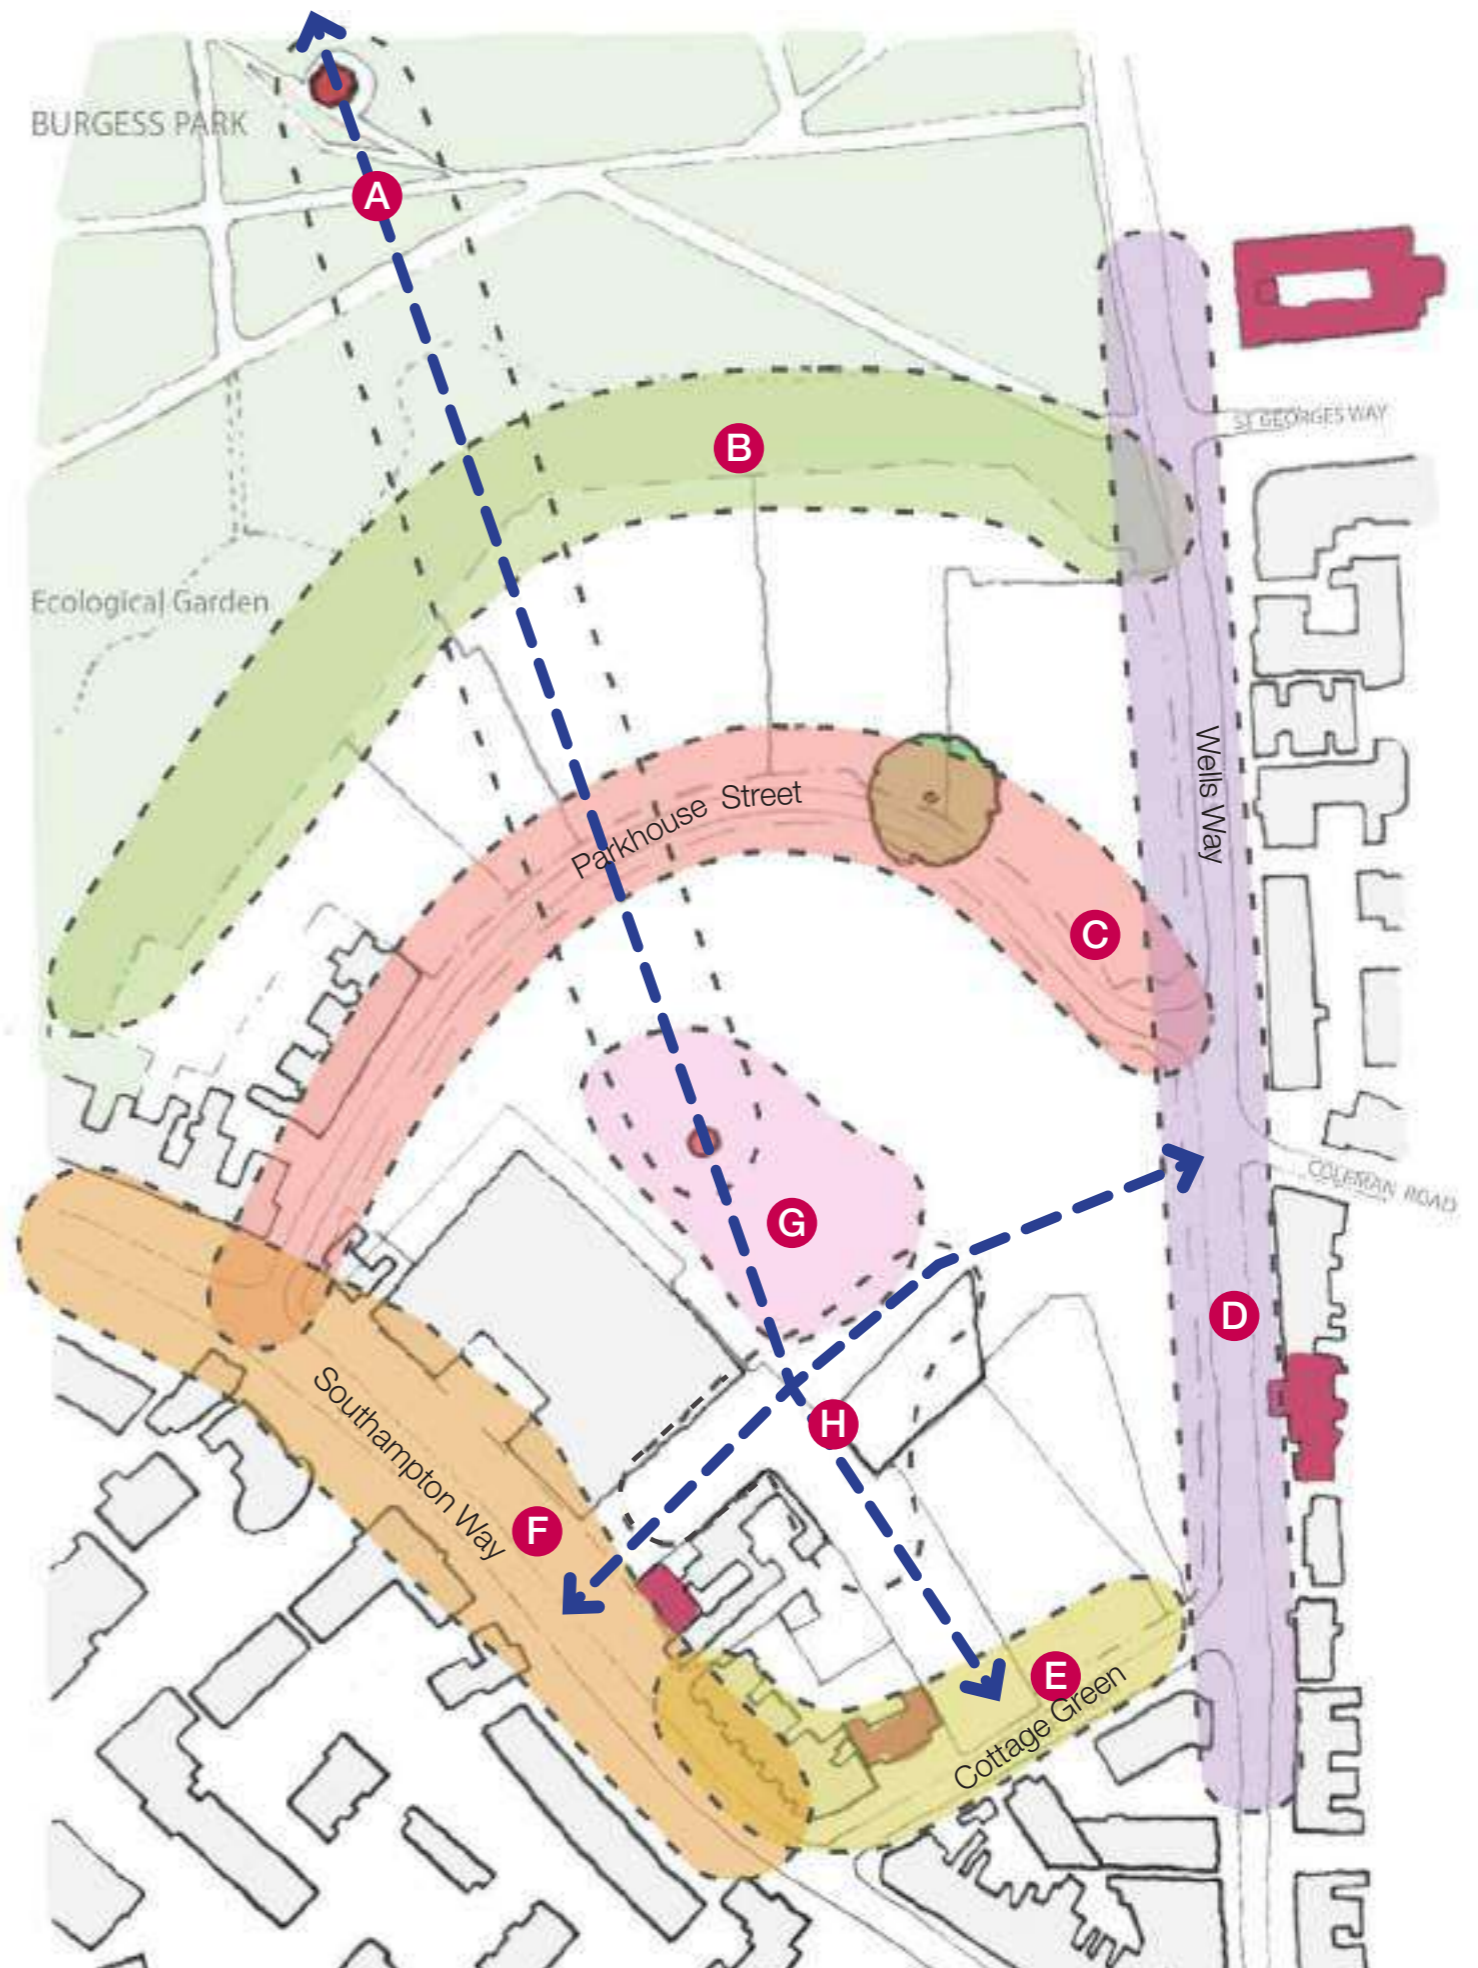 BURGESS PARK
A
ST. GEORGES WAY
B
Ecological Garden
Wells Way
Parkhouse Street
C
COLEMAN ROAD
G
D
H
Southampton Way
F
E
Cottage Green